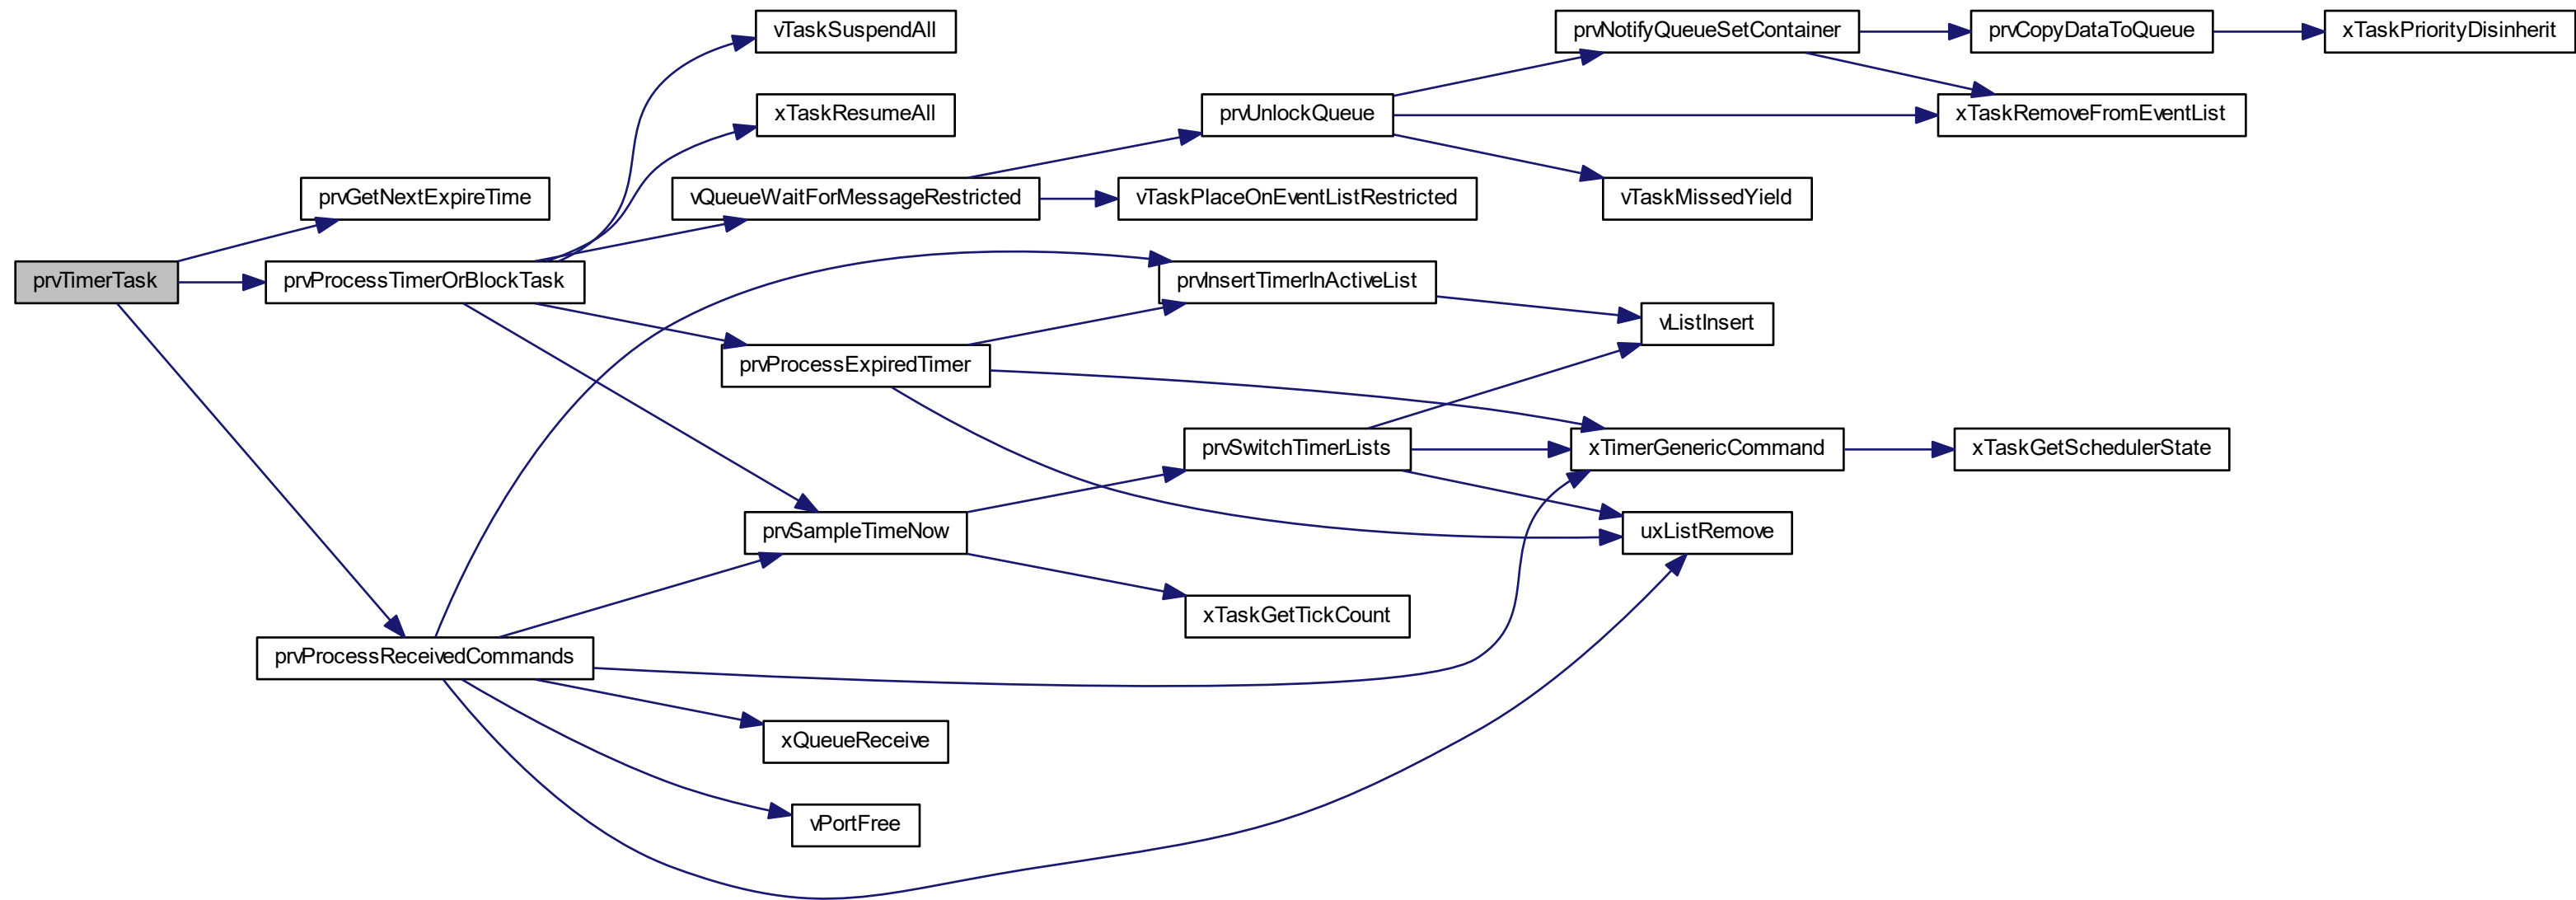 vTaskSuspendAll
prvNotifyQueueSetContainer
prvCopyDataToQueue
xTaskPriorityDisinherit
xTaskResumeAll
prvUnlockQueue
xTaskRemoveFromEventList
prvGetNextExpireTime
vQueueWaitForMessageRestricted
vTaskPlaceOnEventListRestricted
vTaskMissedYield
prvTimerTask
prvProcessTimerOrBlockTask
prvInsertTimerInActiveList
vListInsert
prvProcessExpiredTimer
prvSwitchTimerLists
xTimerGenericCommand
xTaskGetSchedulerState
prvSampleTimeNow
uxListRemove
xTaskGetTickCount
prvProcessReceivedCommands
xQueueReceive
vPortFree